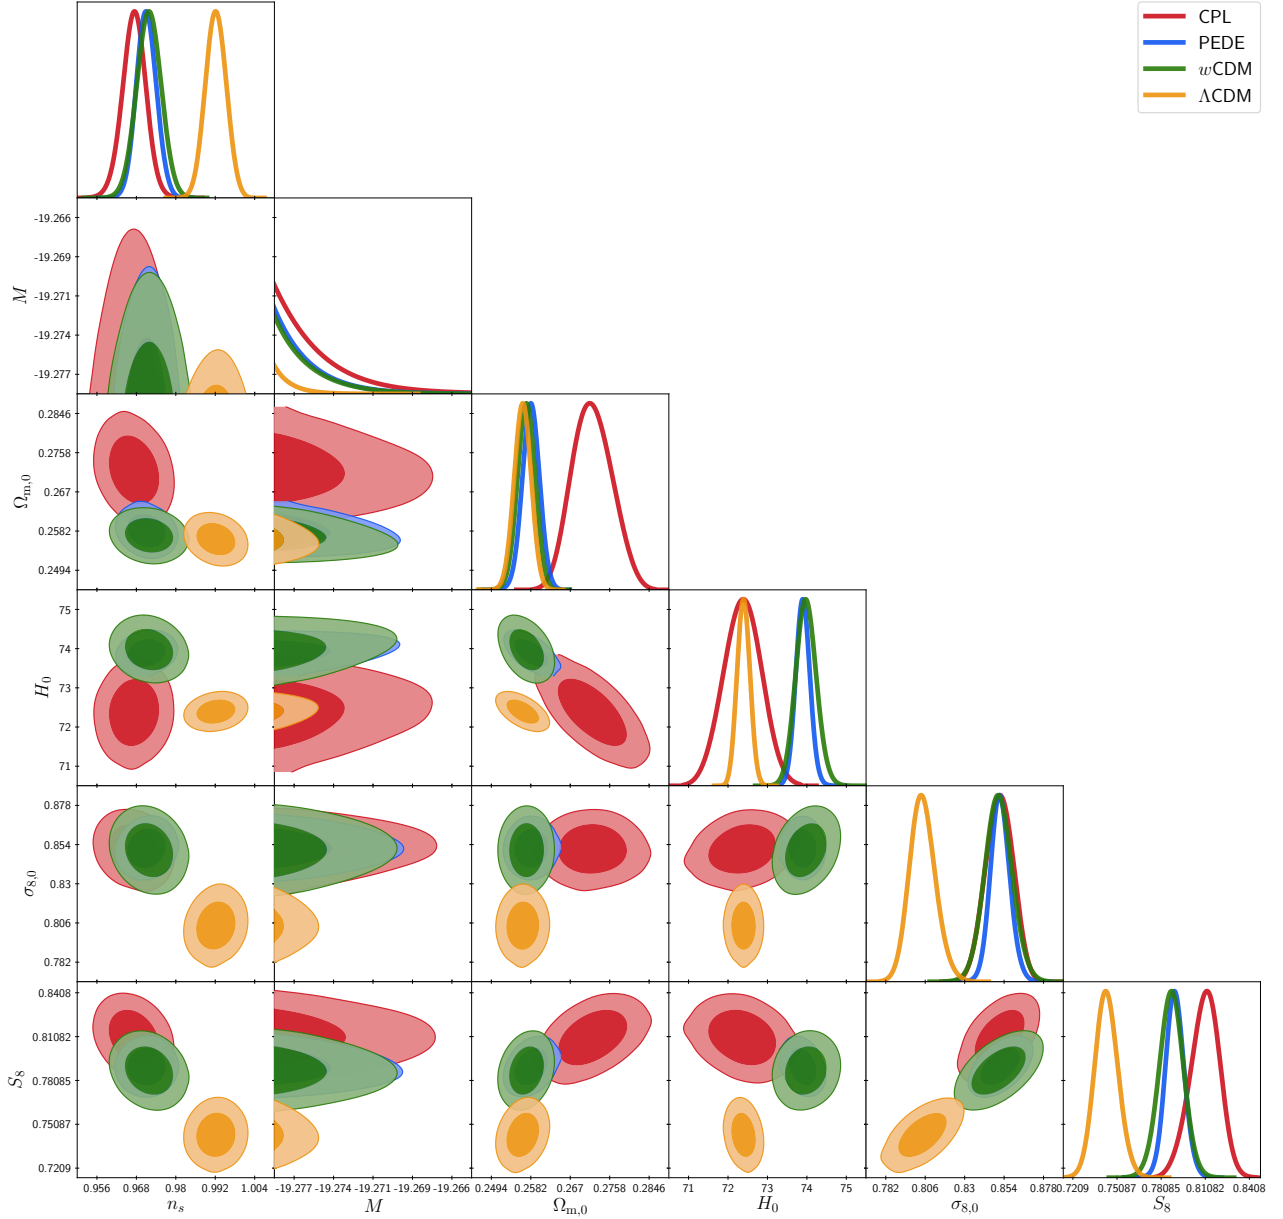 CPL
PEDE
wCDM
ΛCDM
-19.266
-19.269
-19.271
-19.274
-19.277
M
0.2846
0.2758
0.267
0.2582
0.2494
Ωm,0
75
74
73
72
71
H0
0.878
0.854
0.83
0.806
0.782
σ8,0
0.8408
0.81082
0.78085
0.75087
0.7209
S8
0.956 0.968 0.98 0.992 1.004
-19.277 -19.274 -19.271 -19.269 -19.266
0.2494 0.2582 0.267 0.2758 0.2846
71 72 73 74 75
0.782 0.806 0.83 0.854 0.878
0.7209 0.75087 0.78085 0.81082 0.8408
ns M Ωm,0 H0 σ8,0 S8